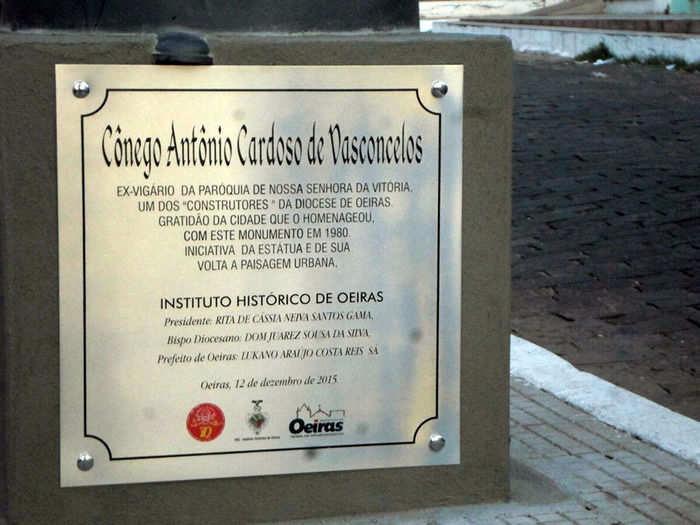 Cônego Antônio Cardoso de Vasconcelos
EX-VIGÁRIO DA PARÓQUIA DE NOSSA SENHORA DA VITÓRIA,
UM DOS "CONSTRUTORES" DA DIOCESE DE OEIRAS.
GRATIDÃO DA CIDADE QUE O HOMENAGEOU,
COM ESTE MONUMENTO EM 1980.
INICIATIVA DA ESTÁTUA E DE SUA
VOLTA A PAISAGEM URBANA,
INSTITUTO HISTÓRICO DE OEIRAS
Presidente: RITA DE CÁSSIA NEIVA SANTOS GAMA,
Bispo Diocesano: DOM JUAREZ SOUSA DA SILVA,
Prefeito de Oeiras: LUKANO ARAÚJO COSTA REIS SÁ.
Oeiras, 12 de dezembro de 2015.
70
Oeiras